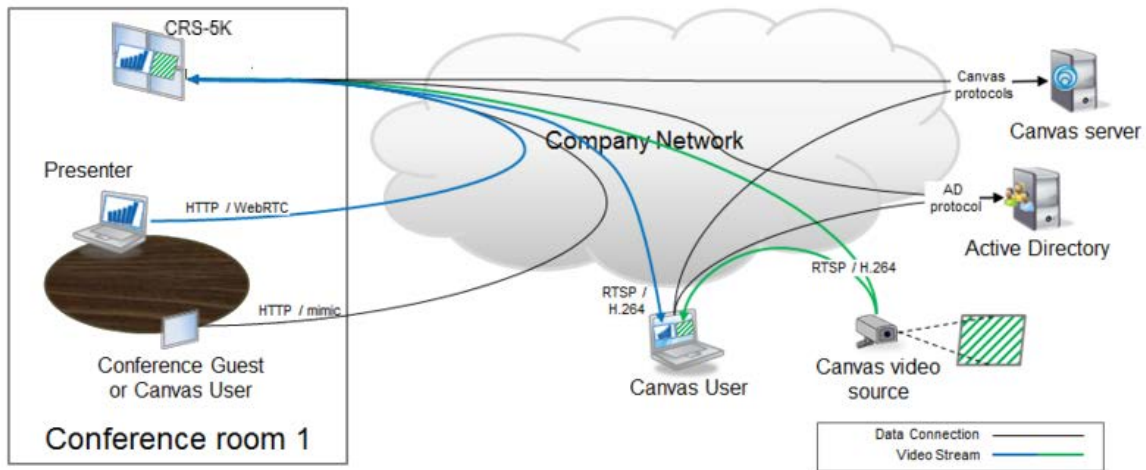 CRS-5K
Presenter
HTTP / WebRTC
HTTP / mimic
Conference Guest
or Canvas User
Conference room 1
Company Network
Canvas
protocols
Canvas server
AD
protocol
Active Directory
RTSP / H.264
RTSP /
H.264
Canvas User
Canvas video
source
Data Connection
Video Stream